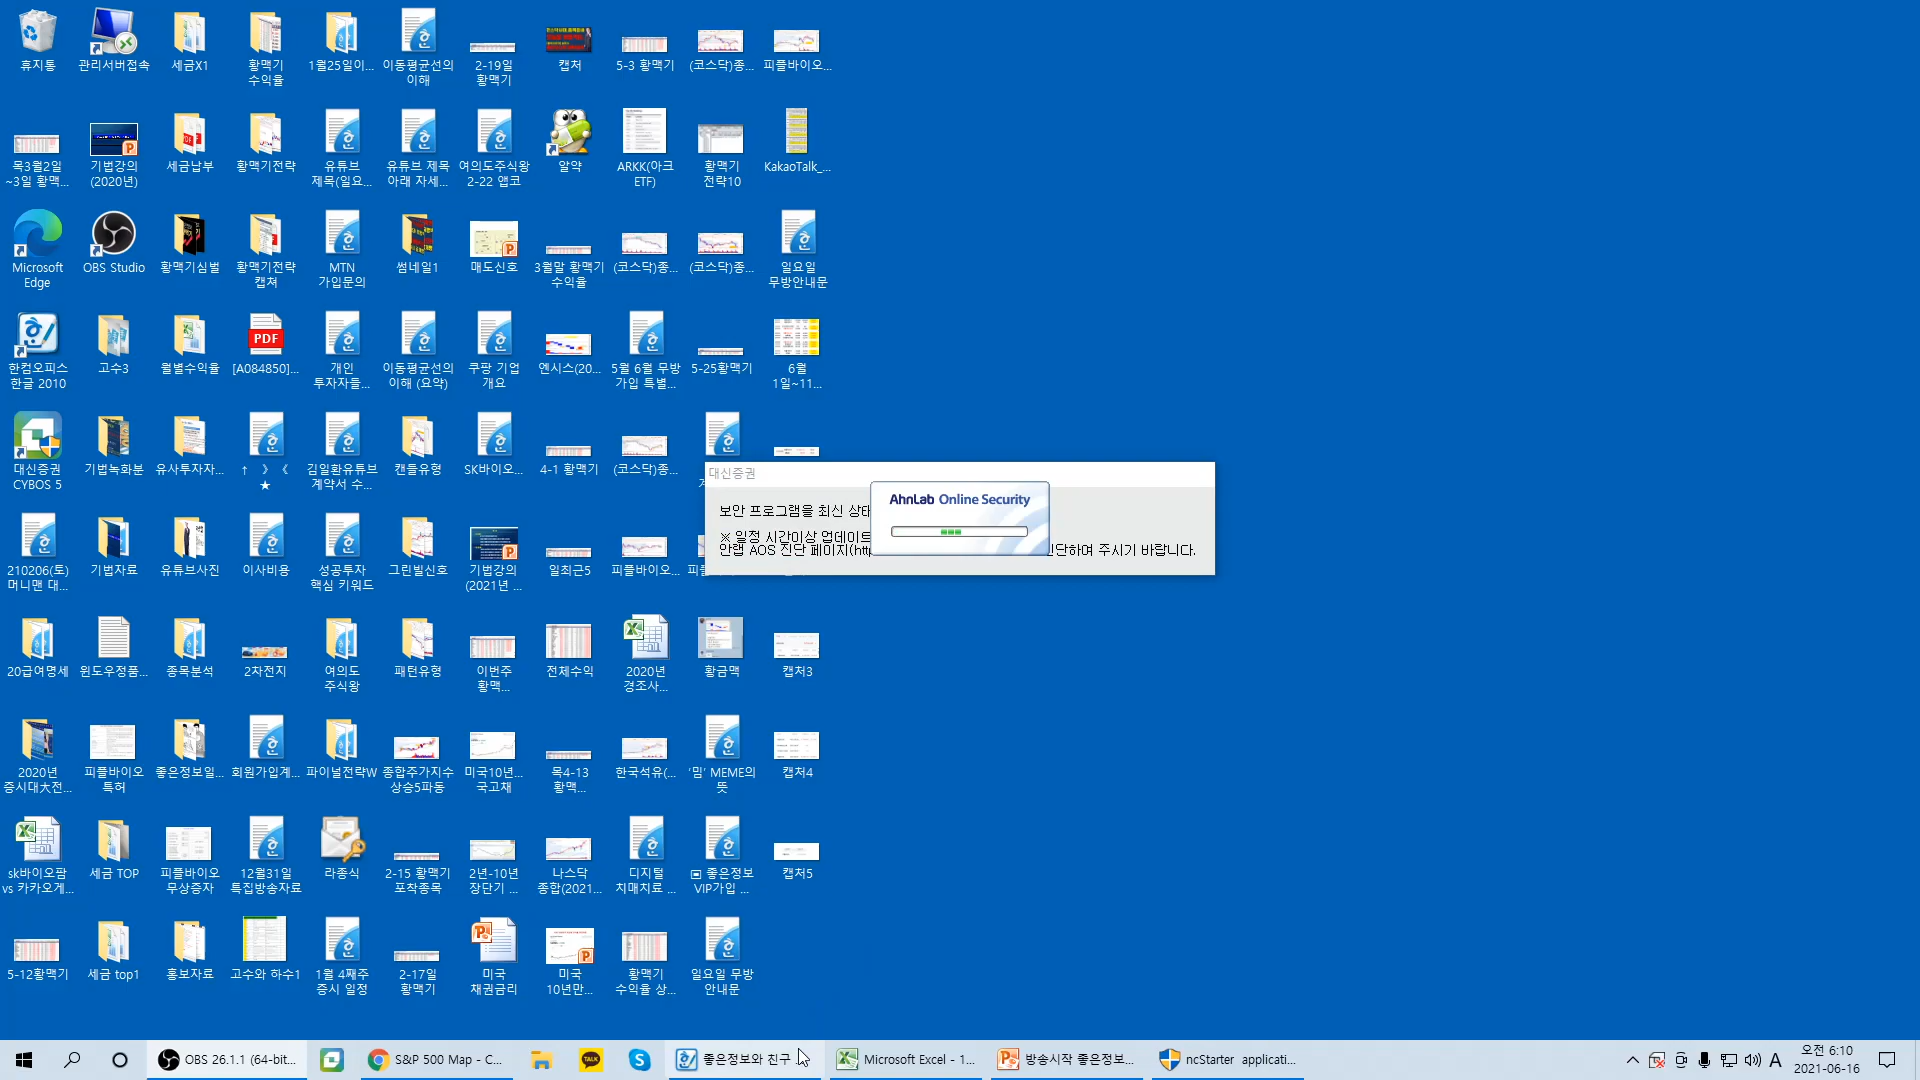 휴지통
관리서버접속
세금X1
황맥기
수익율
1월25일이...
이동평균선의
이해
2-19일
황맥기
캡처
5-3 황맥기
(코스닥)종...
피플바이오...
목3월2일
~3일 황맥...
기법강의
(2020년)
세금납부
황맥기전략
유튜브
제목(일요...
유튜브 제목
아래 자세...
여의도주식왕
2-22 앱코
알약
ARKK(아크
ETF)
황맥기
전략10
KakaoTalk_...
Microsoft
Edge
OBS Studio
황맥기심벌
황맥기전략
캡쳐
MTN
가입문의
썸네일1
매도신호
3월말 황맥기
수익율
(코스닥)종...
(코스닥)종...
일요일
무방안내문
한컴오피스
한글 2010
고수3
월별수익율
PDF
[A084850]...
개인
투자자들...
이동평균선의
이해 (요약)
쿠팡 기업
개요
엔시스(20...
5월 6월 무방
가입 특별...
5-25황맥기
6월
1일~11...
대신증권
CYBOS 5
기법녹화분
유사투자자...
↑ 》《
★
김일환유튜브
계약서 수...
캔들유형
SK바이오...
4-1 황맥기
(코스닥)종...
대신증권
보안 프로그램을 최신 상태
※ 일정 시간이상 업데이트
안랩 AOS 진단 페이지(htt
진단하며 주시기 바랍니다.
AhnLab Online Security
210206(토)
머니맨 대...
기법자료
유튜브사진
이사비용
성공투자
핵심 키워드
그린빌신호
기법강의
(2021년 ...
일최근5
피플바이오...
20급여명세
윈도우정품...
종목분석
2차전지
여의도
주식왕
패턴유형
이번주
황맥...
전체수익
2020년
경조사...
황금맥
캡처3
2020년
증시대大전...
피플바이오
특허
좋은정보일...
회원가입계...
파이널전략W
종합주가지수
상승5파동
미국10년...
국고채
목4-13
황맥...
한국석유(...
‘밈’ MEME의
뜻
캡처4
sk바이오팜
vs 카카오게...
세금 TOP
피플바이오
무상증자
12월31일
특집방송자료
라종식
2-15 황맥기
포착종목
2년-10년
장단기 ...
나스닥
종합(2021...
디지털
치매치료 ...
▣ 좋은정보
VIP가입 ...
캡처5
5-12황맥기
세금 top1
홍보자료
고수와 하수1
1월 4째주
증시 일정
2-17일
황맥기
미국
채권금리
미국
10년만...
황맥기
수익율 상...
일요일 무방
안내문
OBS 26.1.1 (64-bit...
S&P 500 Map - C...
TALK
좋은정보와 친구
Microsoft Excel - 1...
방송시작 좋은정보...
ncStarter applicati...
A
오전 6:10
2021-06-16